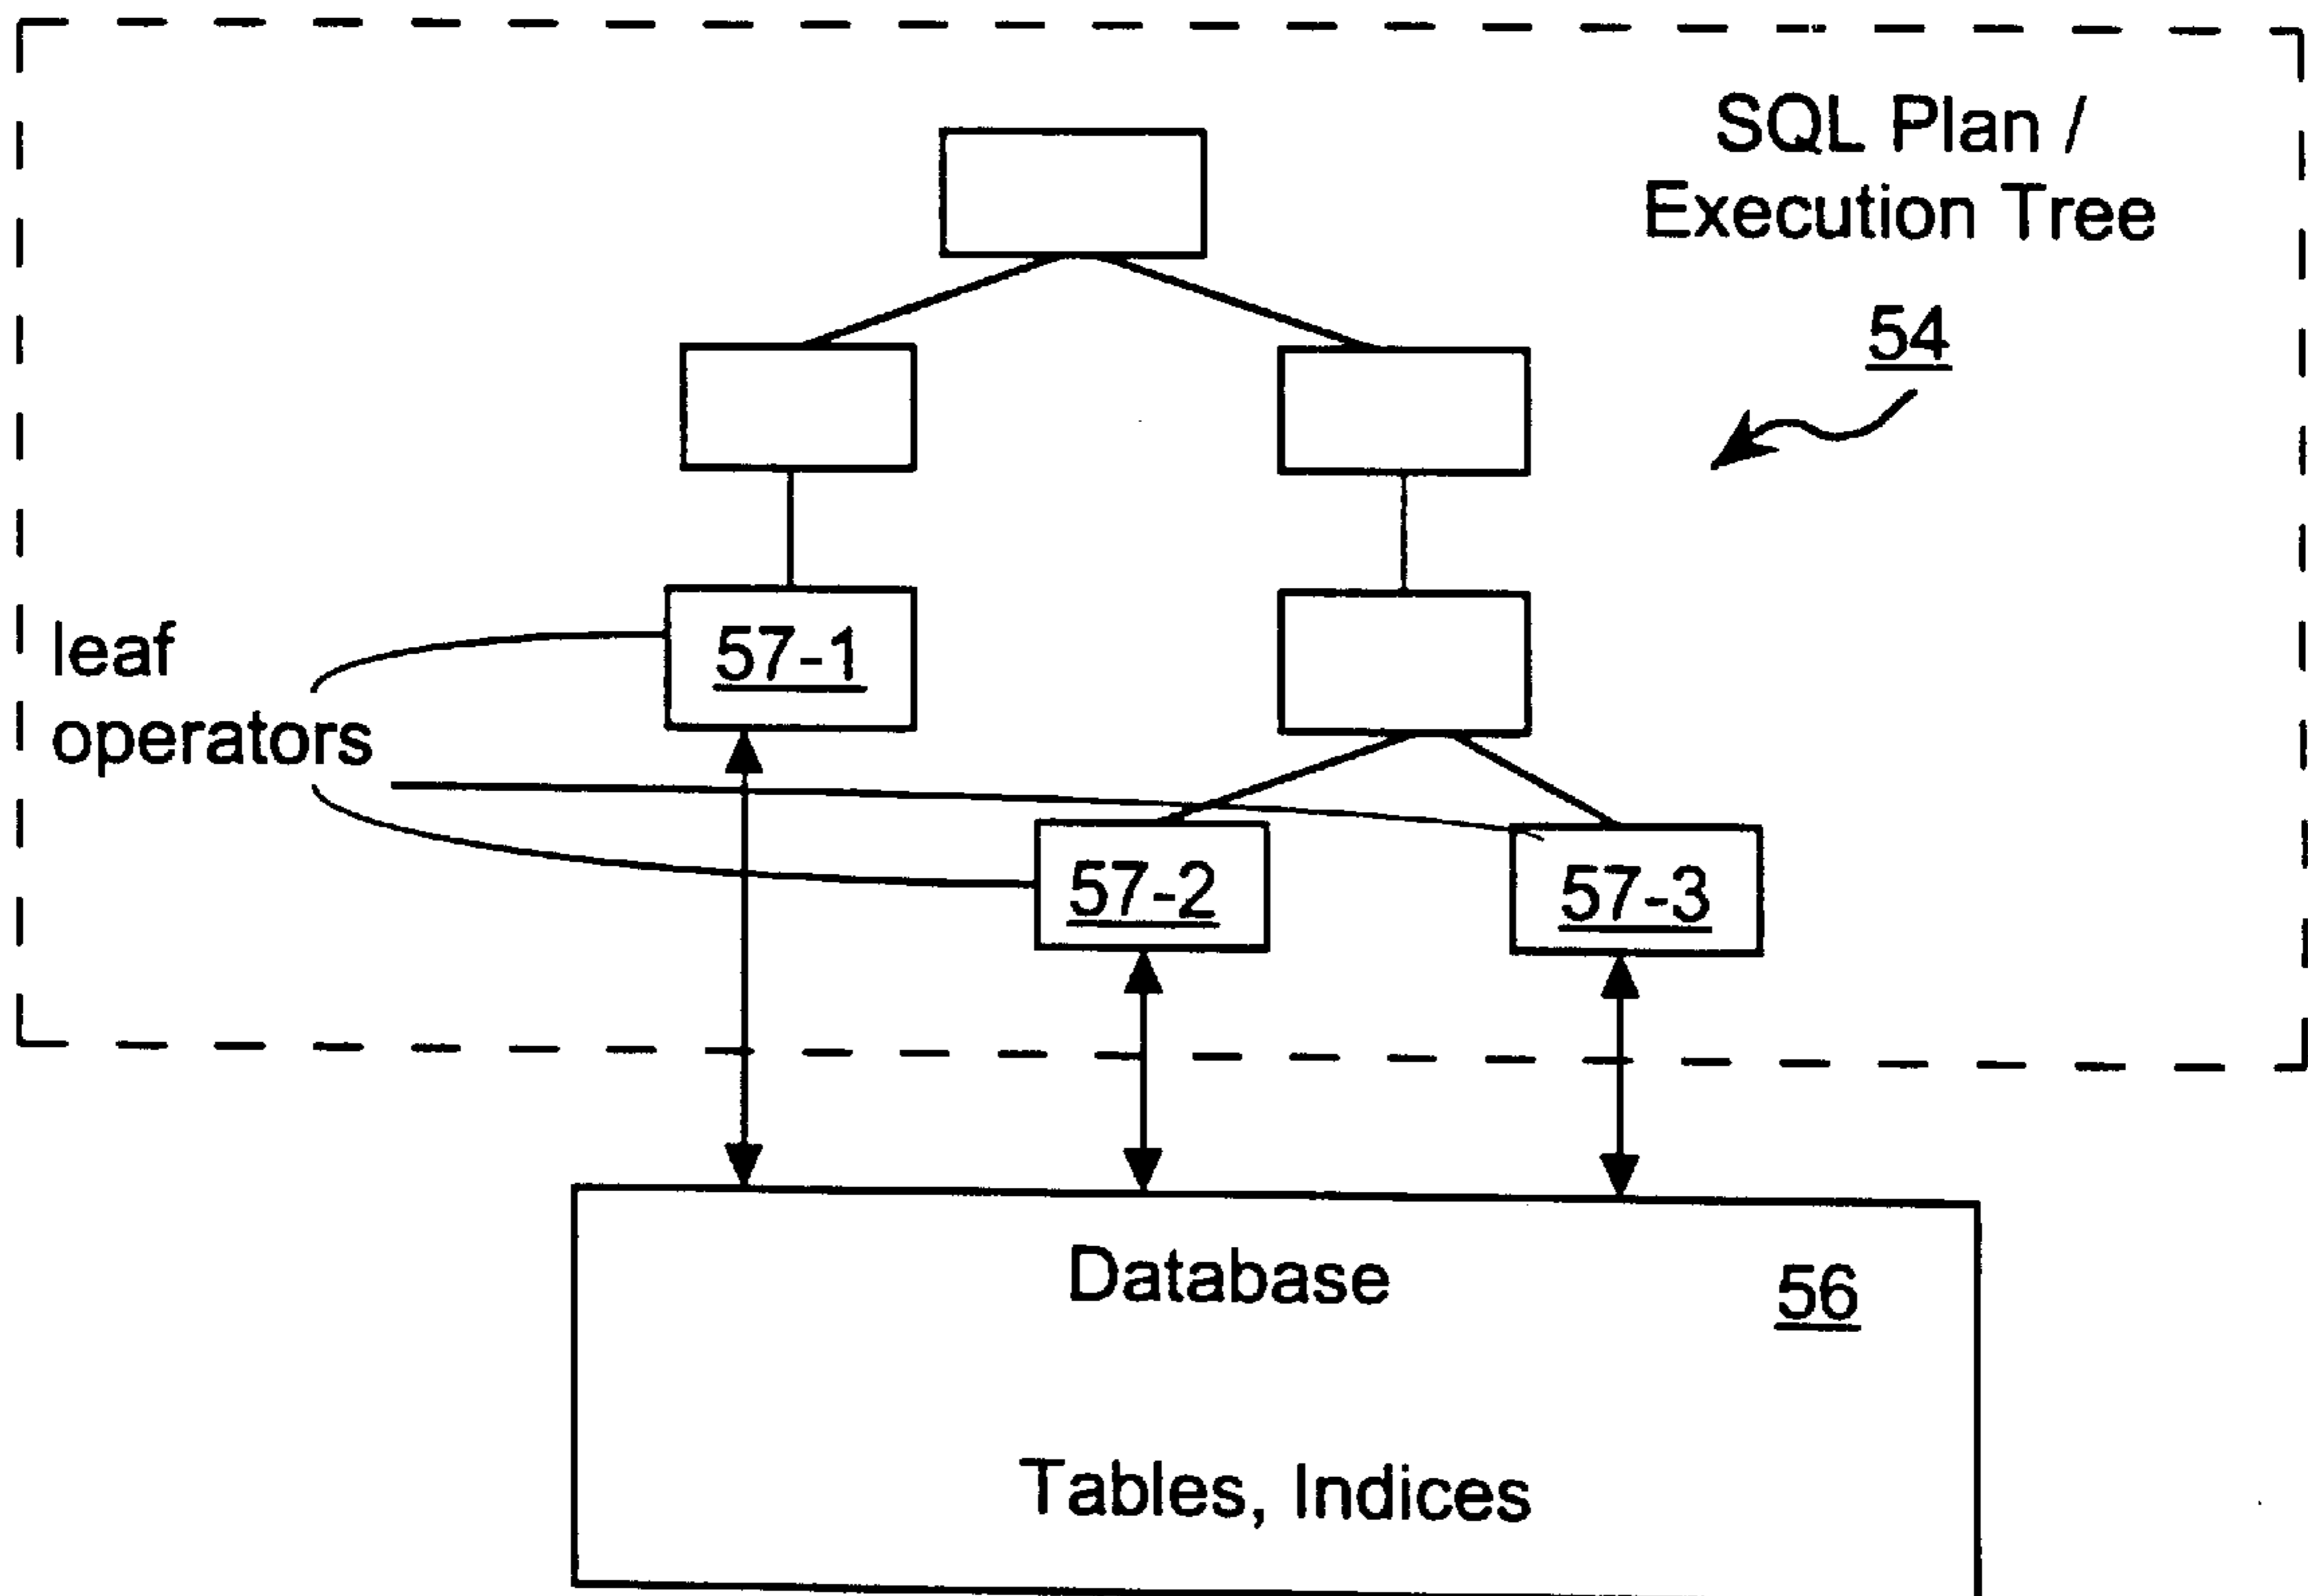 SQL Plan /
Execution Tree
54
leaf
operators
57-1
57-2
57-3
Database
56
Tables, Indices